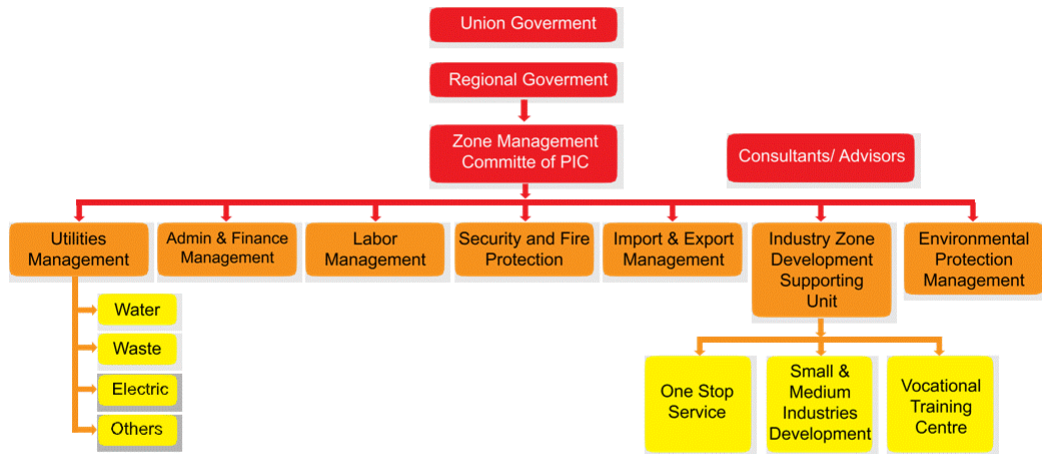 Union Goverment
Regional Goverment
Zone Management
Committe of PIC
Consultants/ Advisors
Utilities
Management
Admin & Finance
Management
Labor
Management
Security and Fire
Protection
Import & Export
Management
Industry Zone
Development
Supporting
Unit
Environmental
Protection
Management
Water
Waste
Electric
Others
One Stop
Service
Small &
Medium
Industries
Development
Vocational
Training
Centre